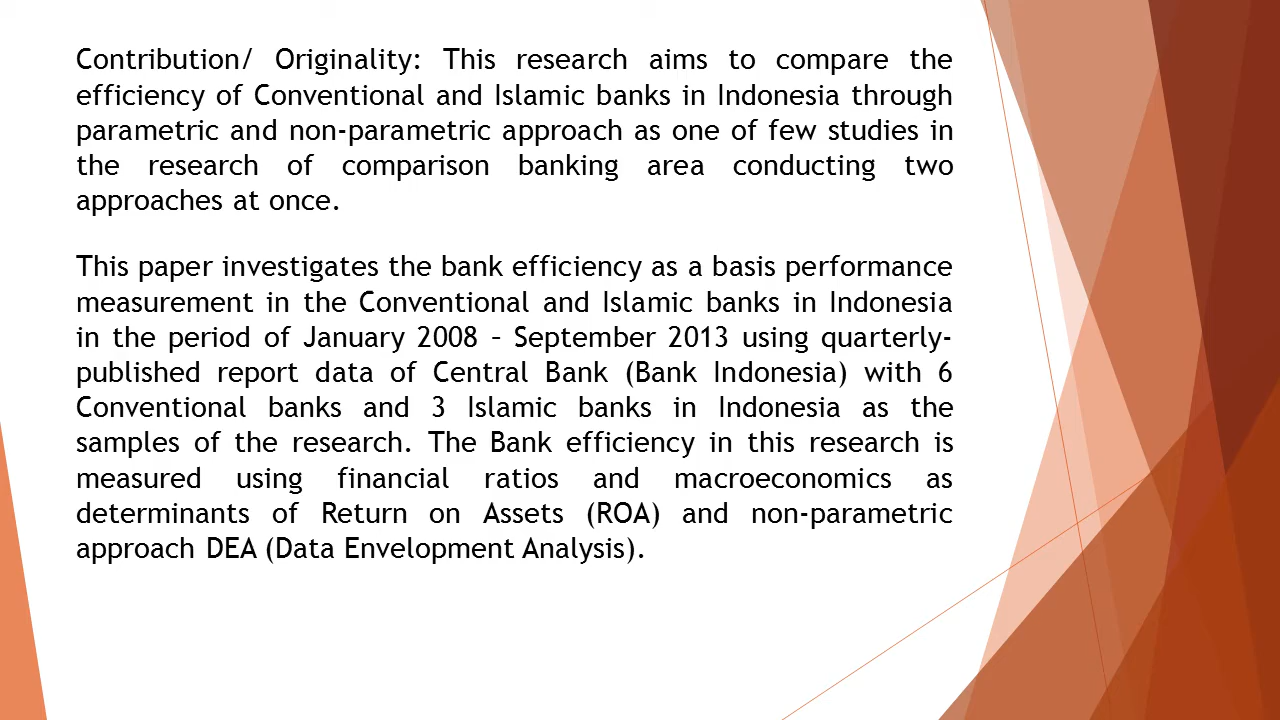 Contribution/ Originality: This research aims to compare the
efficiency of Conventional and Islamic banks in Indonesia through
parametric and non-parametric approach as one of few studies in
the research of comparison banking area conducting two
approaches at once.
This paper investigates the bank efficiency as a basis performance
measurement in the Conventional and Islamic banks in Indonesia
in the period of January 2008 – September 2013 using quarterly-
published report data of Central Bank (Bank Indonesia) with 6
Conventional banks and 3 Islamic banks in Indonesia as the
samples of the research. The Bank efficiency in this research is
measured using financial ratios and macroeconomics as
determinants of Return on Assets (ROA) and non-parametric
approach DEA (Data Envelopment Analysis).